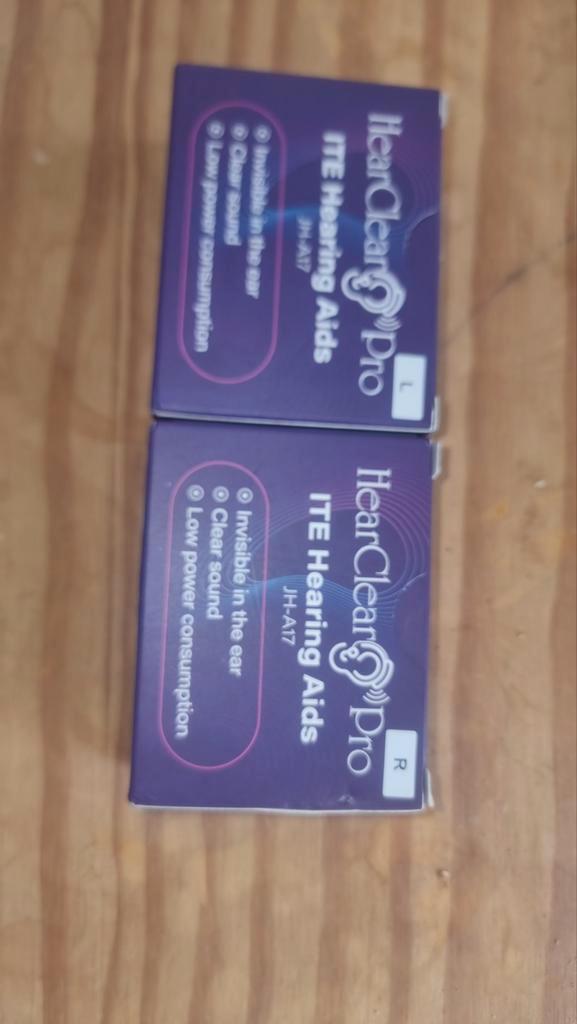 HearClear Pro
L
ITE Hearing Aids
JH-A17
Invisible in the ear
Clear sound
Low power consumption
HearClear Pro
R
ITE Hearing Aids
JH-A17
Invisible in the ear
Clear sound
Low power consumption